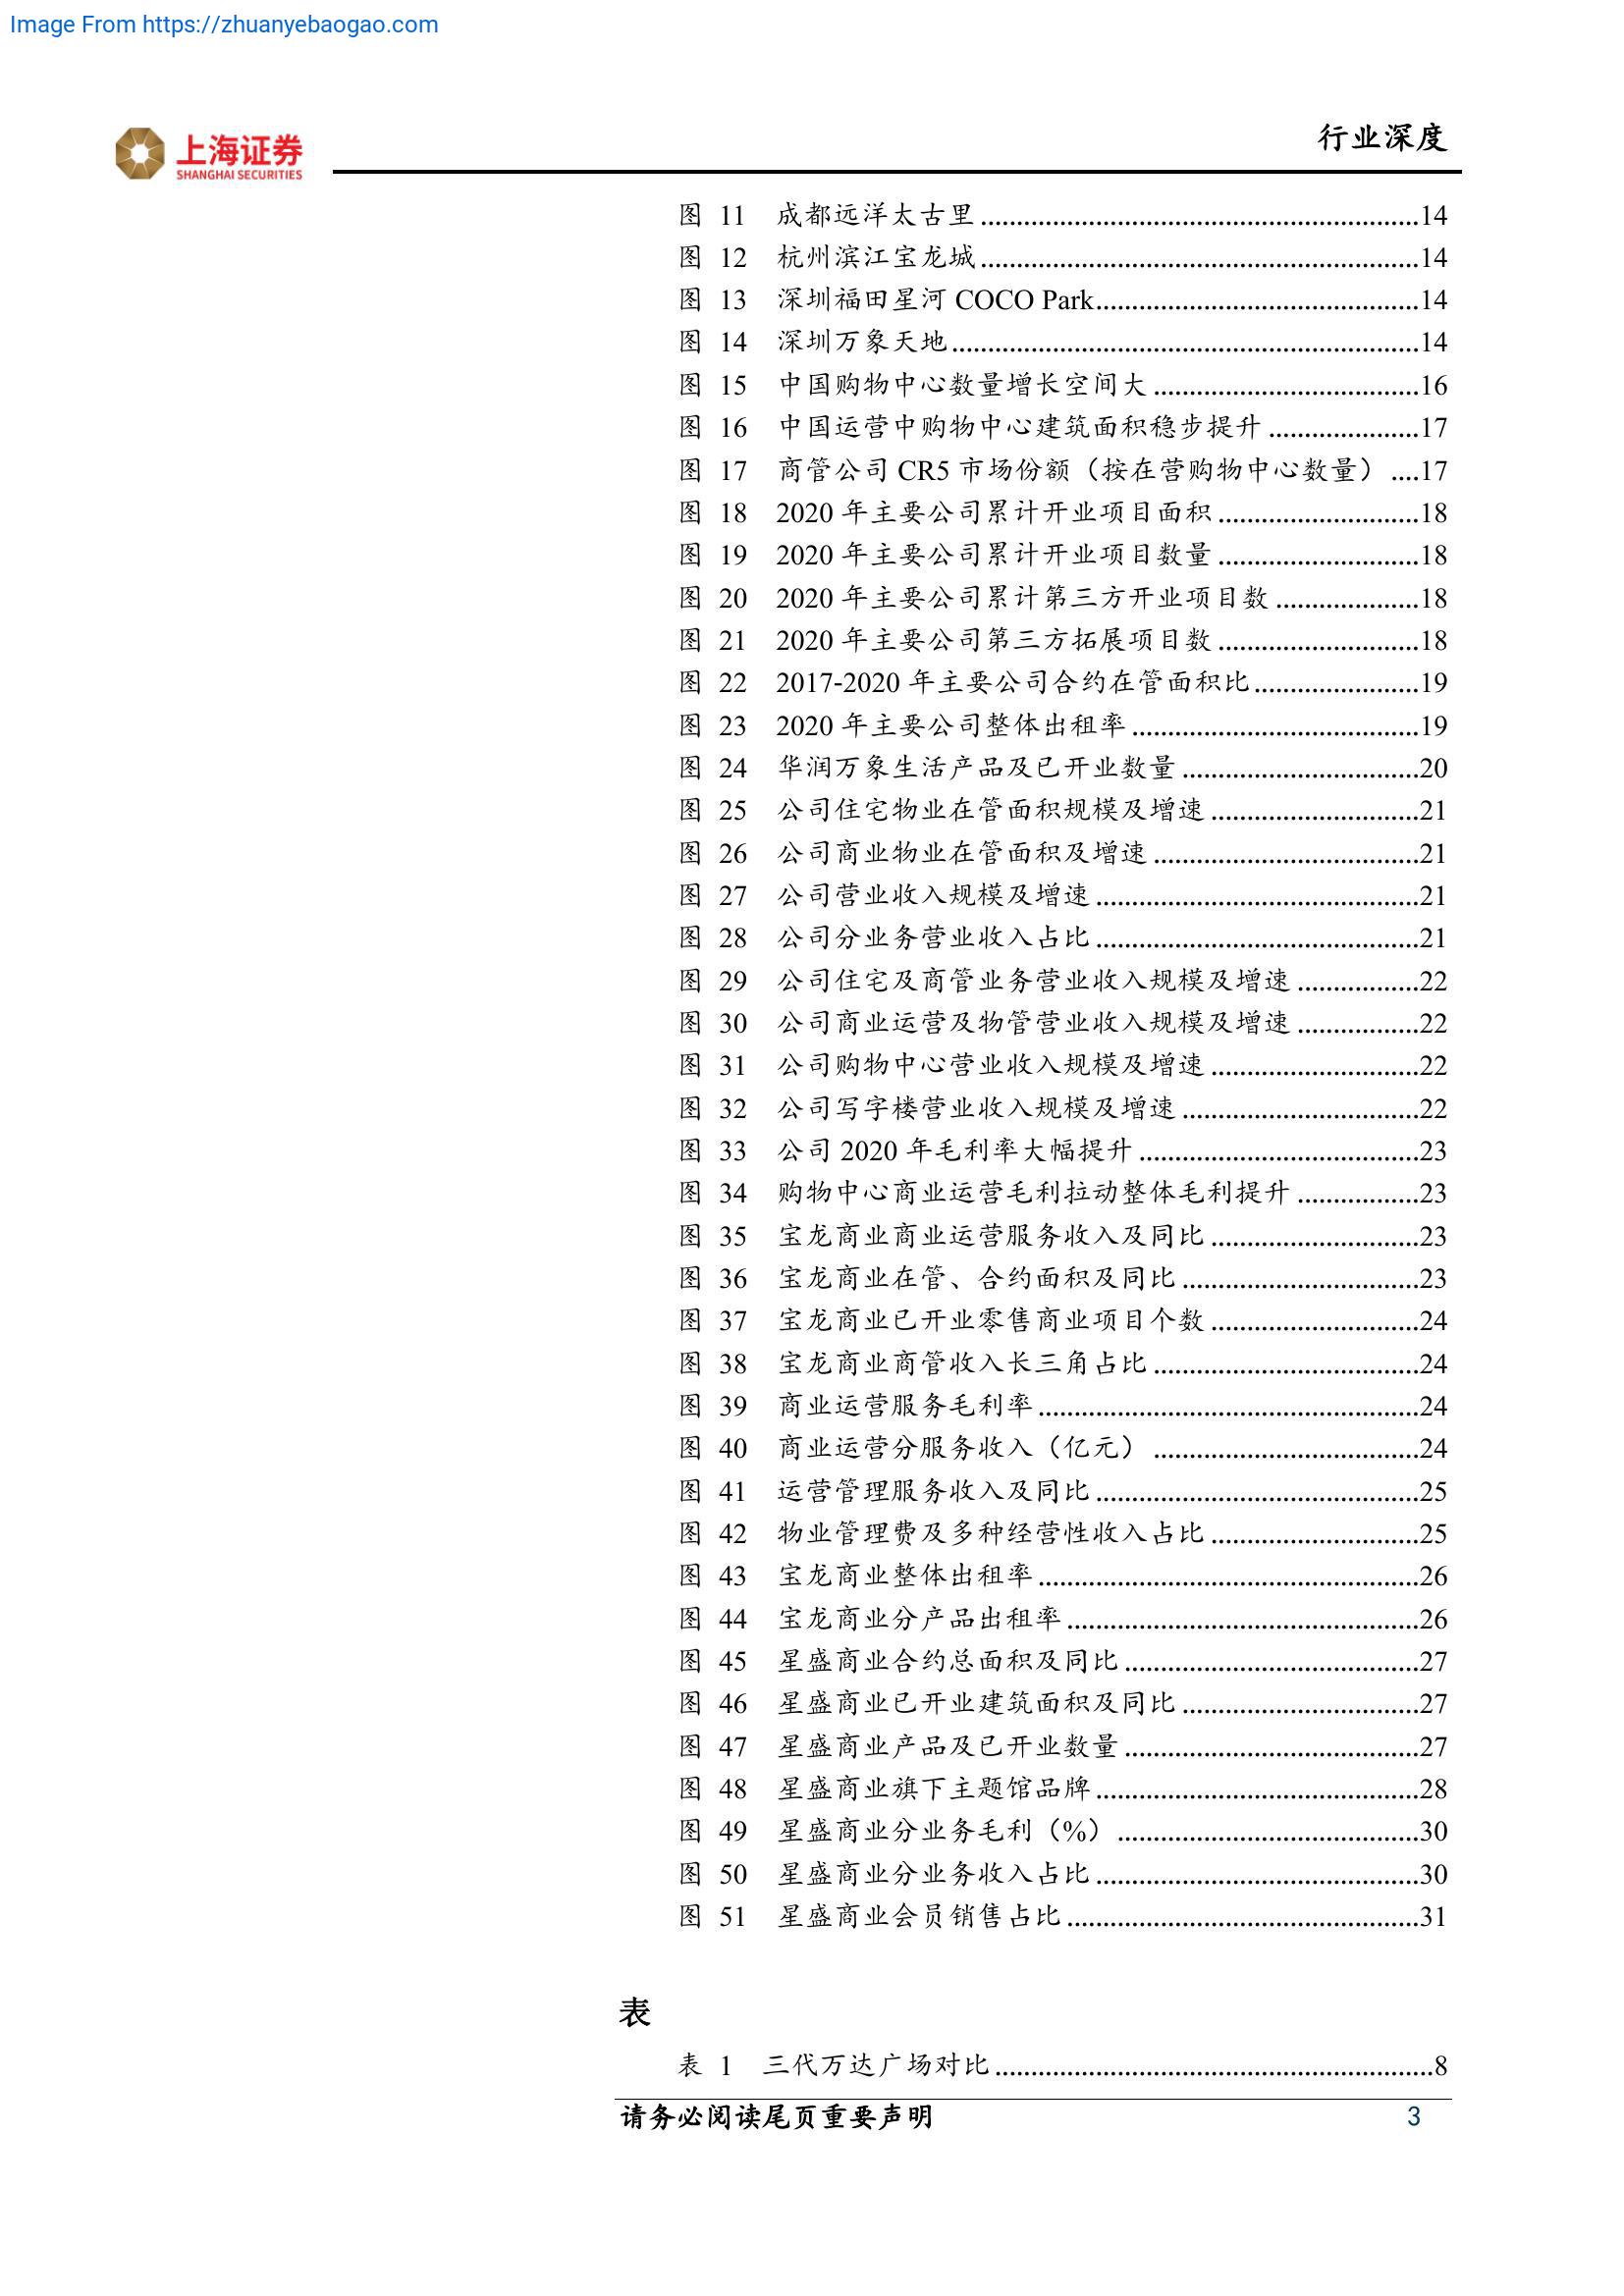 Image From https://zhuanyebaogao.com
上海证券
SHANGHAI SECURITIES
行业深度
图 11 成都远洋太古里.............................................................14
图 12 杭州滨江宝龙城.............................................................14
图 13 深圳福田星河 COCO Park.............................................14
图 14 深圳万象天地.................................................................14
图 15 中国购物中心数量增长空间大.....................................16
图 16 中国运营中购物中心建筑面积稳步提升.....................17
图 17 商管公司 CR5 市场份额（按在营购物中心数量）....17
图 18 2020 年主要公司累计开业项目面积............................18
图 19 2020 年主要公司累计开业项目数量............................18
图 20 2020 年主要公司累计第三方开业项目数....................18
图 21 2020 年主要公司第三方拓展项目数............................18
图 22 2017-2020 年主要公司合约在管面积比.......................19
图 23 2020 年主要公司整体出租率........................................19
图 24 华润万象生活产品及已开业数量.................................20
图 25 公司住宅物业在管面积规模及增速.............................21
图 26 公司商业物业在管面积及增速.....................................21
图 27 公司营业收入规模及增速.............................................21
图 28 公司分业务营业收入占比.............................................21
图 29 公司住宅及商管业务营业收入规模及增速.................22
图 30 公司商业运营及物管营业收入规模及增速.................22
图 31 公司购物中心营业收入规模及增速.............................22
图 32 公司写字楼营业收入规模及增速.................................22
图 33 公司 2020 年毛利率大幅提升.......................................23
图 34 购物中心商业运营毛利拉动整体毛利提升.................23
图 35 宝龙商业商业运营服务收入及同比.............................23
图 36 宝龙商业在管、合约面积及同比.................................23
图 37 宝龙商业已开业零售商业项目个数.............................24
图 38 宝龙商业商管收入长三角占比.....................................24
图 39 商业运营服务毛利率.....................................................24
图 40 商业运营分服务收入（亿元）.....................................24
图 41 运营管理服务收入及同比.............................................25
图 42 物业管理费及多种经营性收入占比.............................25
图 43 宝龙商业整体出租率.....................................................26
图 44 宝龙商业分产品出租率.................................................26
图 45 星盛商业合约总面积及同比.........................................27
图 46 星盛商业已开业建筑面积及同比.................................27
图 47 星盛商业产品及已开业数量.........................................27
图 48 星盛商业旗下主题馆品牌.............................................28
图 49 星盛商业分业务毛利（%）..........................................30
图 50 星盛商业分业务收入占比.............................................30
图 51 星盛商业会员销售占比.................................................31
表
表 1 三代万达广场对比.............................................................8
请务必阅读尾页重要声明 3